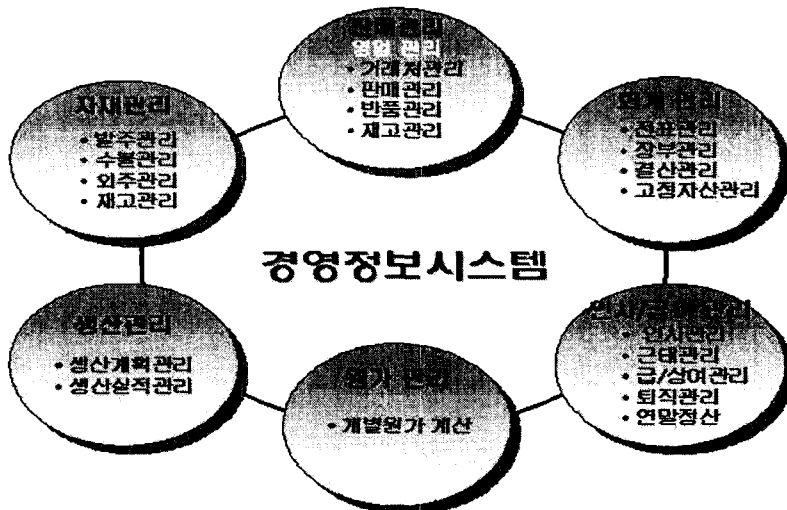 판매관리
영업 관리
• 거래처관리
• 판매관리
• 반품관리
• 재고관리
자재관리
• 발주관리
• 수불관리
• 외주관리
• 재고관리
회계 관리
• 전표관리
• 장부관리
• 결산관리
• 고정자산관리
경영정보시스템
생산관리
• 생산계획관리
• 생산실적관리
원가 관리
• 개별원가 계산
인사/급여관리
• 인사관리
• 근태관리
• 급/상여관리
• 퇴직관리
• 연말정산